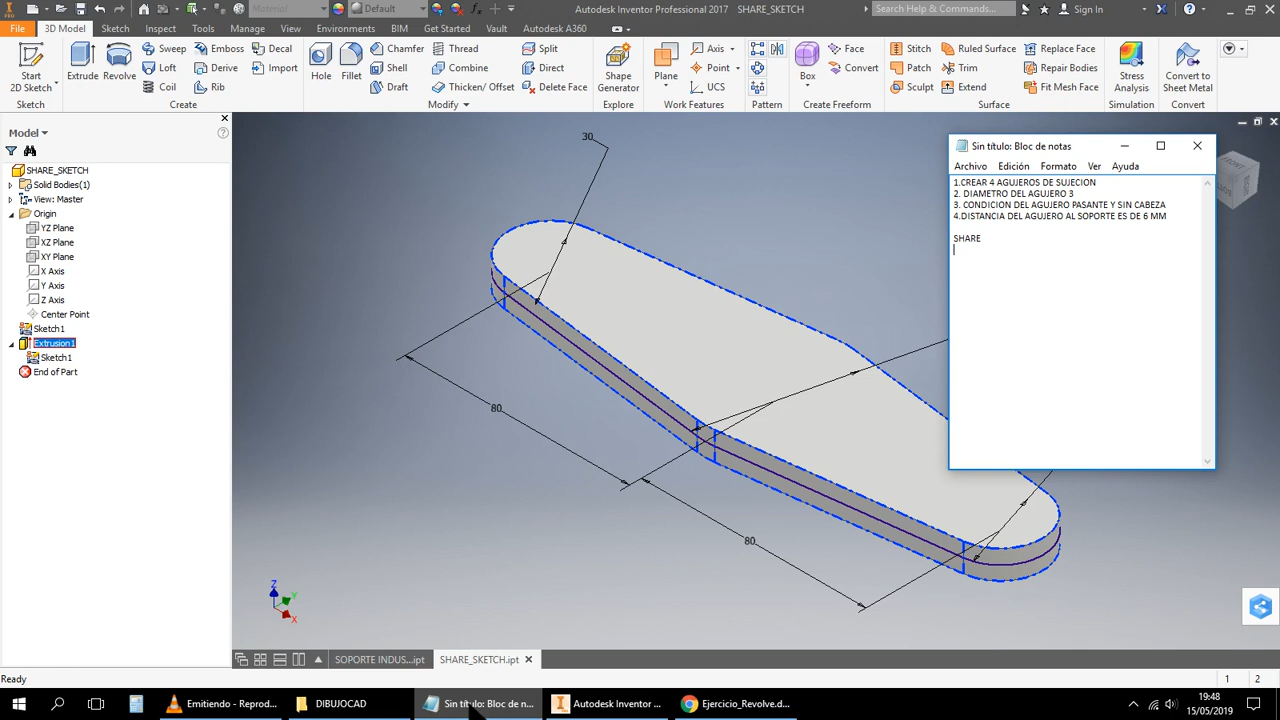 Material
Default
Autodesk Inventor Professional 2017 SHARE_SKETCH
Search Help & Commands...
Sign In
File 3D Model Sketch Inspect Tools Manage View Environments BIM Get Started Vault Autodesk A360
Start 2D Sketch
Extrude Revolve
Sweep Emboss Decal
Loft Derive Import
Coil Rib
Hole Fillet
Chamfer Thread Split
Shell Combine Direct
Draft Thicken/ Offset Delete Face
Shape Generator
Plane
Axis
Point
UCS
Box
Face
Convert
Stitch Ruled Surface Replace Face
Patch Trim Repair Bodies
Sculpt Extend Fit Mesh Face
Stress Analysis
Convert to Sheet Metal
Sketch Create Modify Explore Work Features Pattern Create Freeform Surface Simulation Convert
Model
SHARE_SKETCH
Solid Bodies(1)
View: Master
Origin
YZ Plane
XZ Plane
XY Plane
X Axis
Y Axis
Z Axis
Center Point
Sketch1
Extrusion1
Sketch1
End of Part
30
80
80
Z
Y
X
FRONT
Sin título: Bloc de notas
Archivo Edición Formato Ver Ayuda
1.CREAR 4 AGUJEROS DE SUJECION
2. DIAMETRO DEL AGUJERO 3
3. CONDICION DEL AGUJERO PASANTE Y SIN CABEZA
4.DISTANCIA DEL AGUJERO AL SOPORTE ES DE 6 MM
SHARE
SOPORTE INDUS...ipt SHARE_SKETCH.ipt
Ready
1 2
Emitiendo - Reprod... DIBUJOCAD Sin título: Bloc de n... Autodesk Inventor ... Ejercicio_Revolve.d...
19:48
15/05/2019